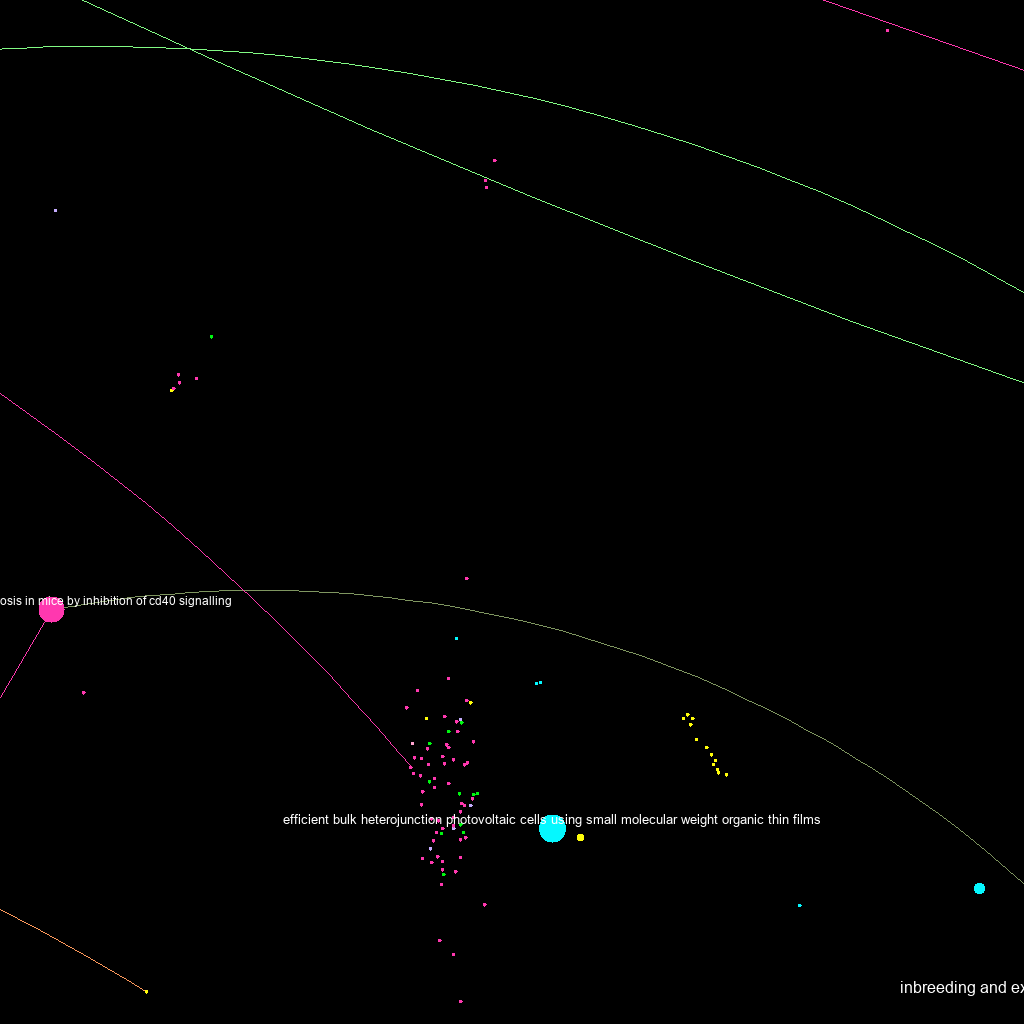 osis in mice by inhibition of cd40 signalling
efficient bulk heterojunction photovoltaic cells using small molecular weight organic thin films
inbreeding and ex